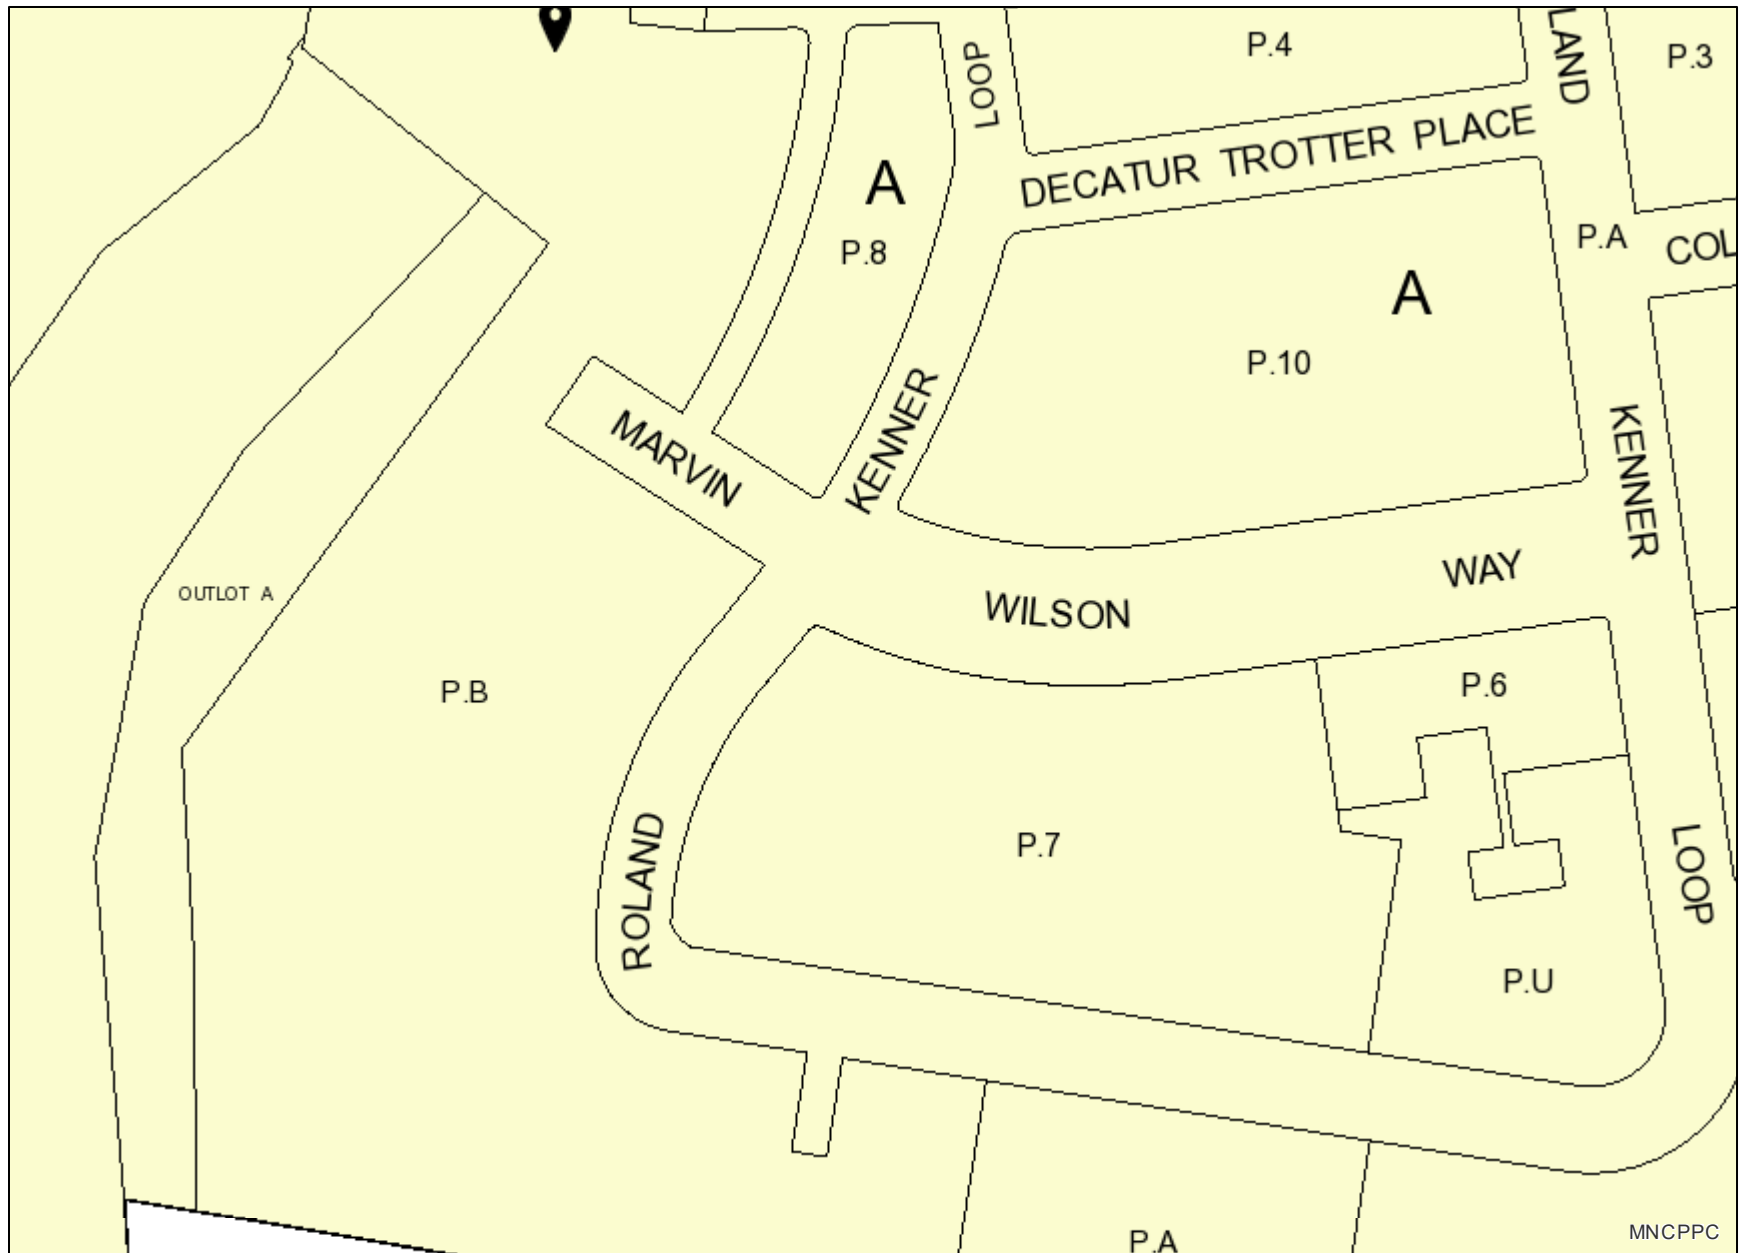 P.4
LAND
P.3
LOOP
DECATUR TROTTER PLACE
A
P.8
P.A
COL
A
P.10
KENNER
MARVIN
KENNER
WILSON
WAY
OUTLOT A
P.B
P.6
P.7
ROLAND
LOOP
P.U
P.A
MNCPPC